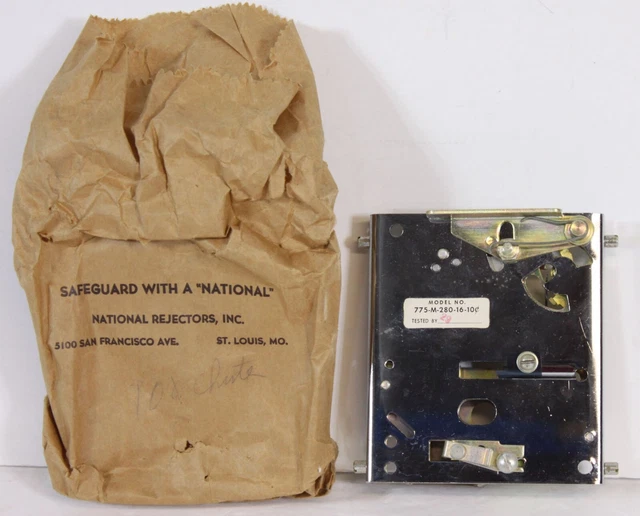 SAFEGUARD WITH A "NATIONAL"
NATIONAL REJECTORS, INC.
5100 SAN FRANCISCO AVE. ST. LOUIS, MO.
10¢
MODEL NO.
775-M-280-16-10¢
TESTED BY